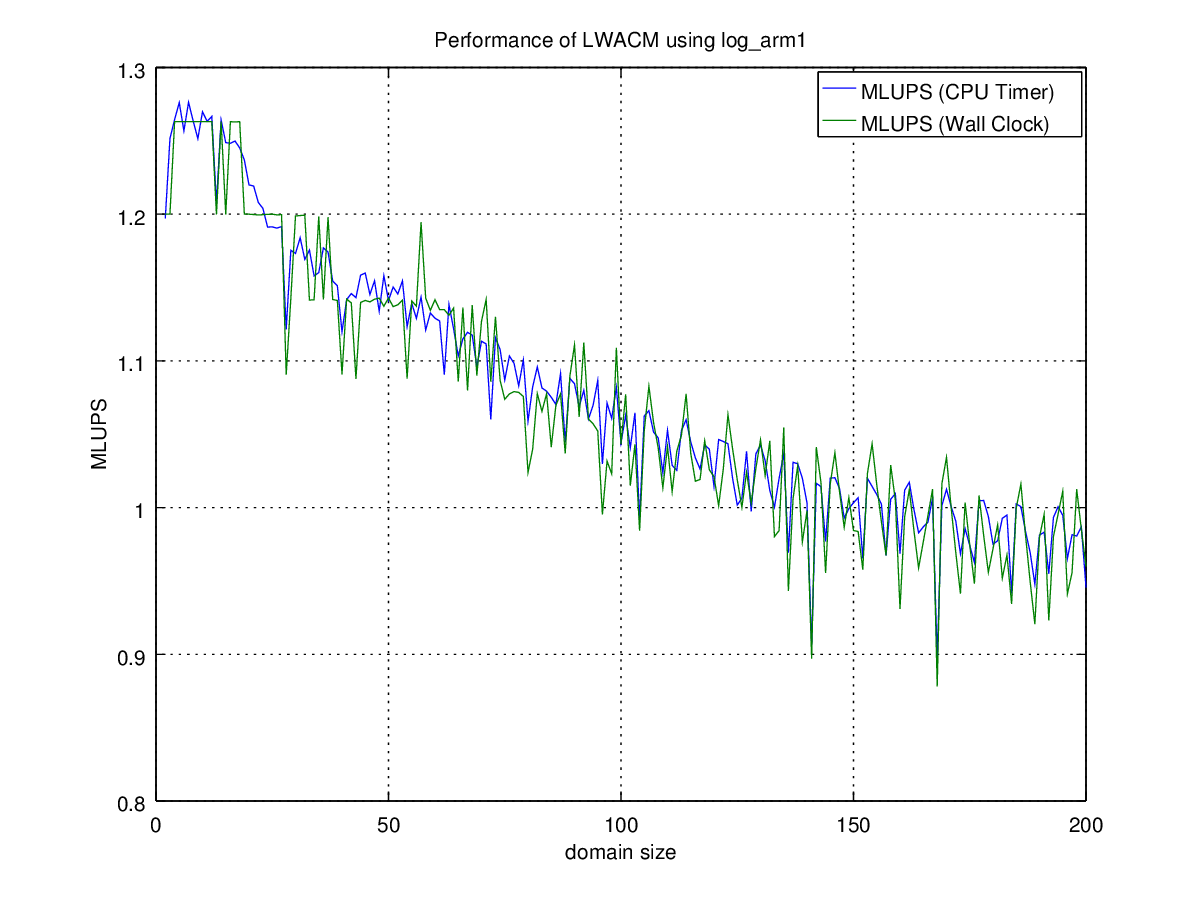 Performance of LWACM using log_arm1
1.3
1.2
1.1
1
0.9
0.8
MLUPS
MLUPS (CPU Timer)
MLUPS (Wall Clock)
0
50
100
150
200
domain size